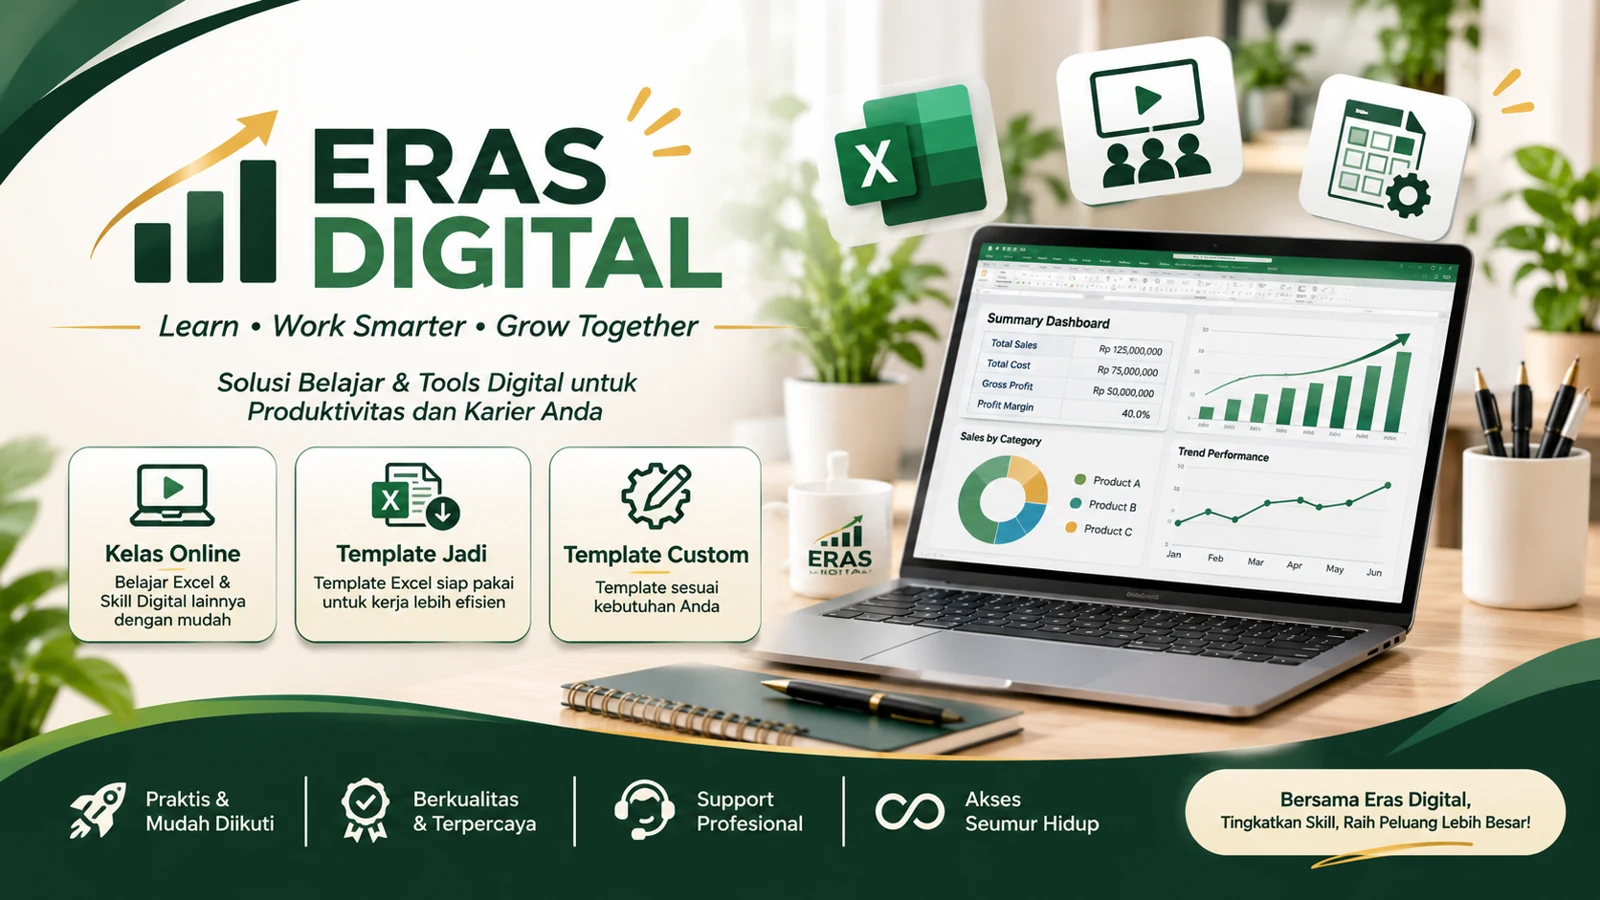 ERAS
DIGITAL
Learn • Work Smarter • Grow Together
Solusi Belajar & Tools Digital untuk
Produktivitas dan Karier Anda
Kelas Online
Belajar Excel &
Skill Digital lainnya
dengan mudah
X
Template Jadi
Template Excel siap pakai
untuk kerja lebih efisien
Template Custom
Template sesuai
kebutuhan Anda
X
Summary Dashboard
Total Sales Rp 125,000,000
Total Cost Rp 75,000,000
Gross Profit Rp 50,000,000
Profit Margin 40.0%
Sales by Category
Product A
Product B
Product C
Trend Performance
Jan Feb Mar Apr May Jun
ERAS
Praktis &
Mudah Diikuti
Berkualitas
& Terpercaya
Support
Profesional
Akses
Seumur Hidup
Bersama Eras Digital,
Tingkatkan Skill, Raih Peluang Lebih Besar!